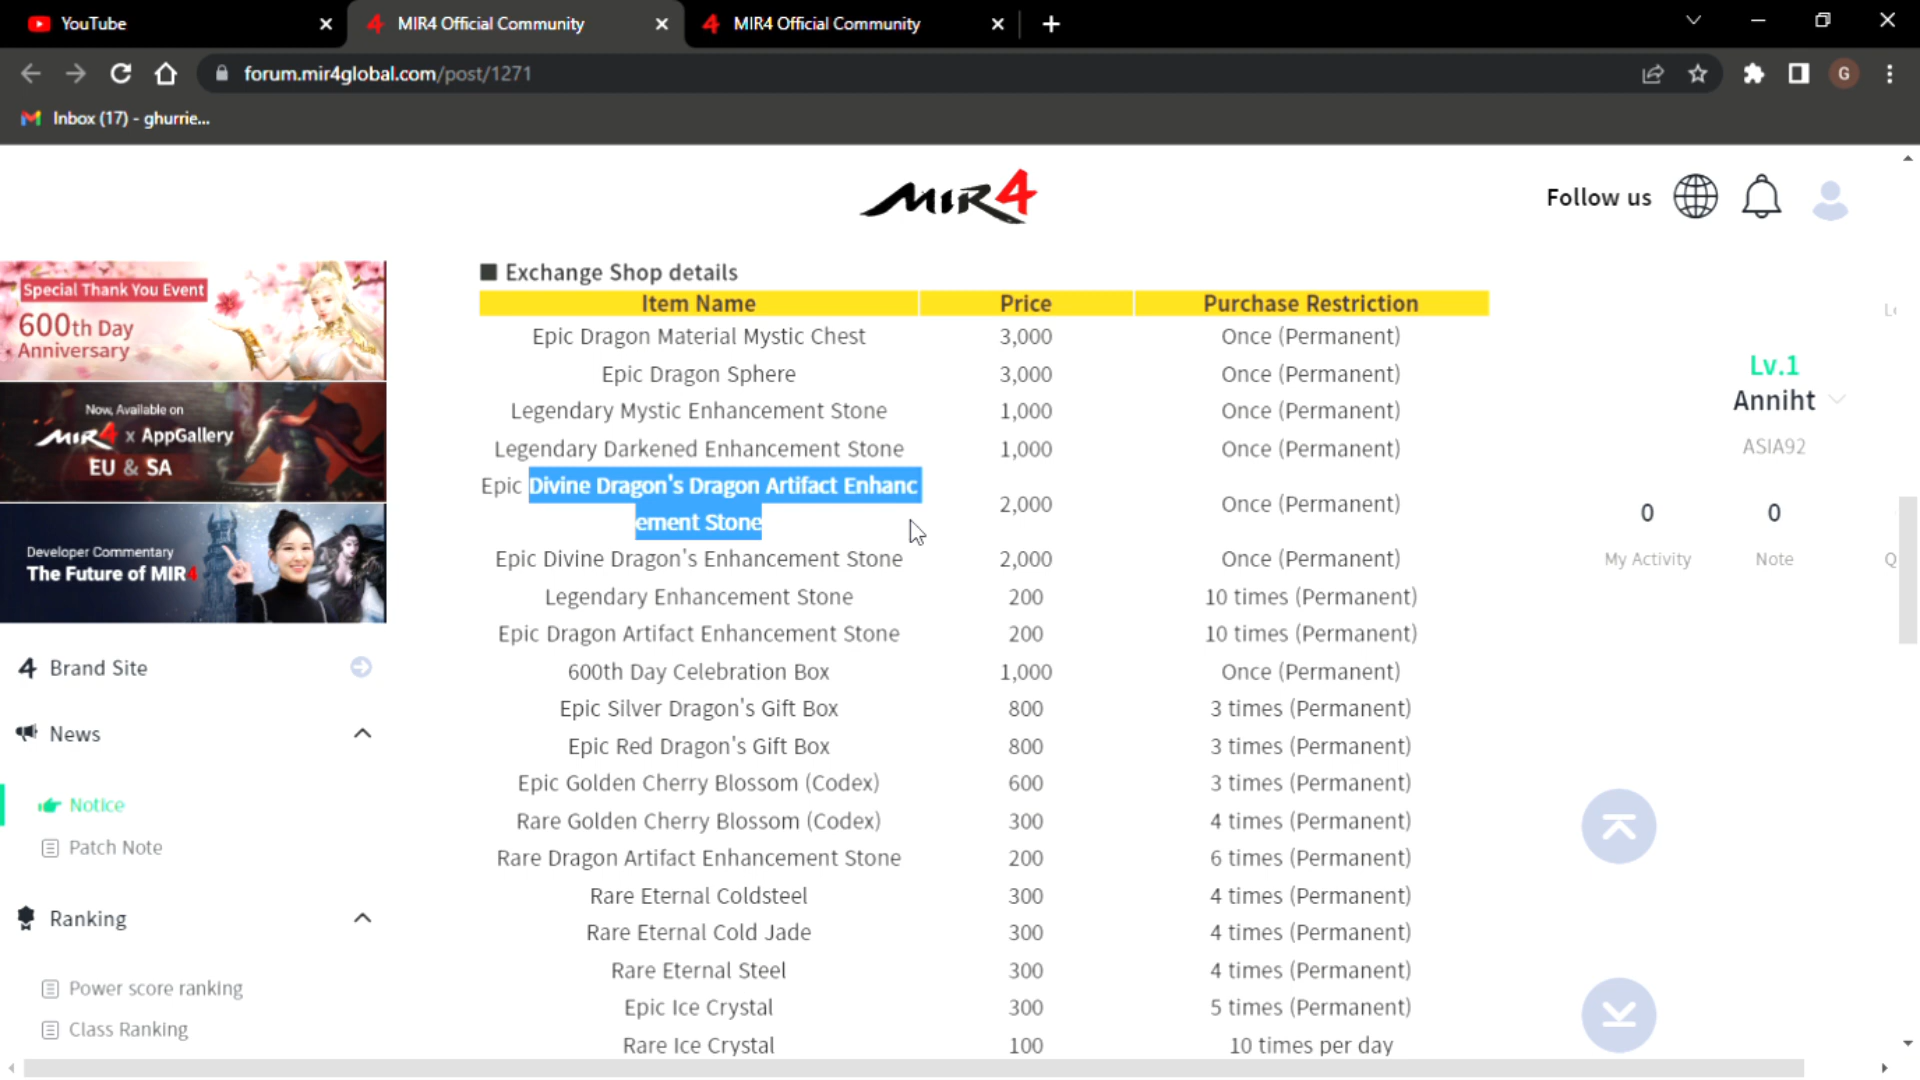 YouTube
MIR4 Official Community
MIR4 Official Community
forum.mir4global.com/post/1271
G
Inbox (17) - ghurrie...
MIR4
Follow us
Special Thank You Event
600th Day
Anniversary
Now, Available on
MIR4 x AppGallery
EU & SA
Developer Commentary
The Future of MIR4
4 Brand Site
News
Notice
Patch Note
Ranking
Power score ranking
Class Ranking
■ Exchange Shop details
Item Name Price Purchase Restriction
Epic Dragon Material Mystic Chest 3,000 Once (Permanent)
Epic Dragon Sphere 3,000 Once (Permanent)
Legendary Mystic Enhancement Stone 1,000 Once (Permanent)
Legendary Darkened Enhancement Stone 1,000 Once (Permanent)
Epic Divine Dragon's Dragon Artifact Enhanc
ement Stone 2,000 Once (Permanent)
Epic Divine Dragon's Enhancement Stone 2,000 Once (Permanent)
Legendary Enhancement Stone 200 10 times (Permanent)
Epic Dragon Artifact Enhancement Stone 200 10 times (Permanent)
600th Day Celebration Box 1,000 Once (Permanent)
Epic Silver Dragon's Gift Box 800 3 times (Permanent)
Epic Red Dragon's Gift Box 800 3 times (Permanent)
Epic Golden Cherry Blossom (Codex) 600 3 times (Permanent)
Rare Golden Cherry Blossom (Codex) 300 4 times (Permanent)
Rare Dragon Artifact Enhancement Stone 200 6 times (Permanent)
Rare Eternal Coldsteel 300 4 times (Permanent)
Rare Eternal Cold Jade 300 4 times (Permanent)
Rare Eternal Steel 300 4 times (Permanent)
Epic Ice Crystal 300 5 times (Permanent)
Rare Ice Crystal 100 10 times per day
Lv.1
Anniht
ASIA92
0 0
My Activity Note Q